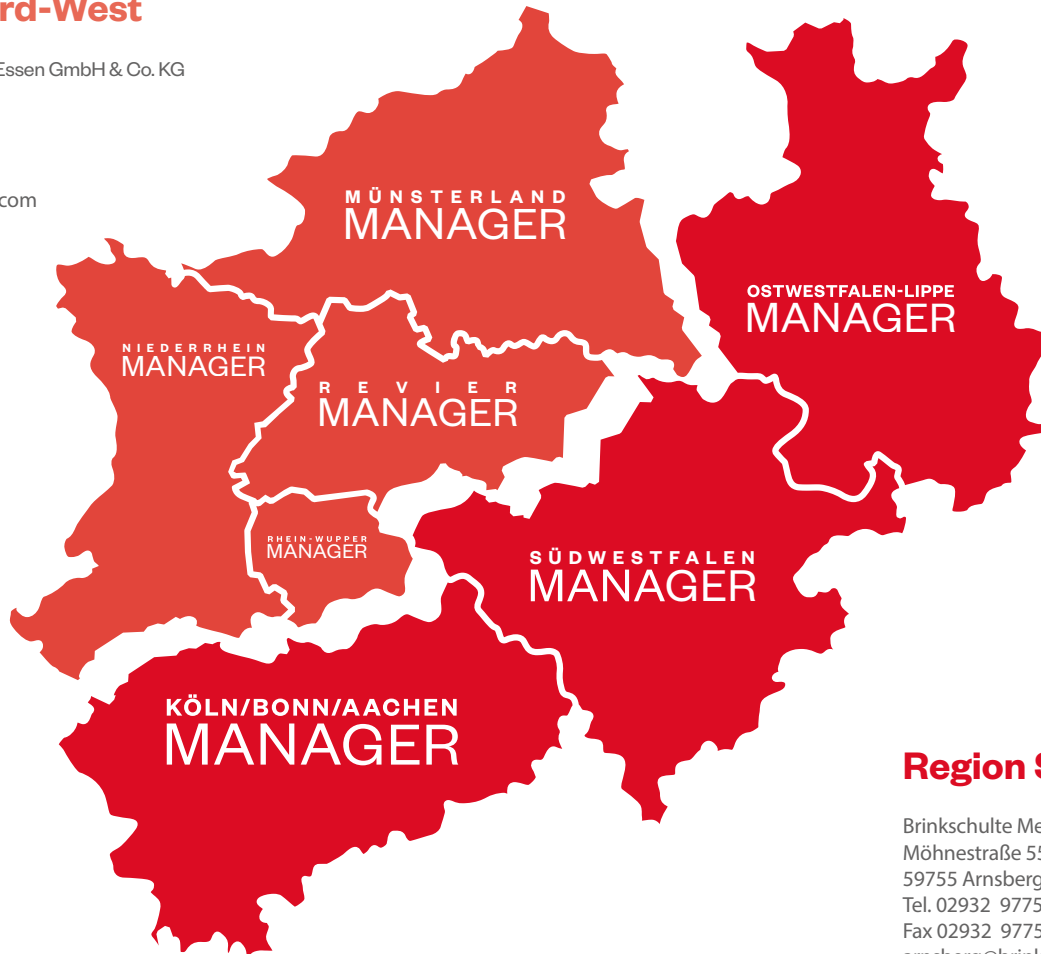 rd-West
Essen GmbH & Co. KG
com
MÜNSTERLAND
MANAGER
OSTWESTFALEN-LIPPE
MANAGER
NIEDERRHEIN
MANAGER
REVIER
MANAGER
RHEIN-WUPPER
MANAGER
SÜDWESTFALEN
MANAGER
KÖLN/BONN/AACHEN
MANAGER
Region S
Brinkschulte Me
Möhnestraße 55
59755 Arnsberg
Tel. 02932 9775
Fax 02932 9775